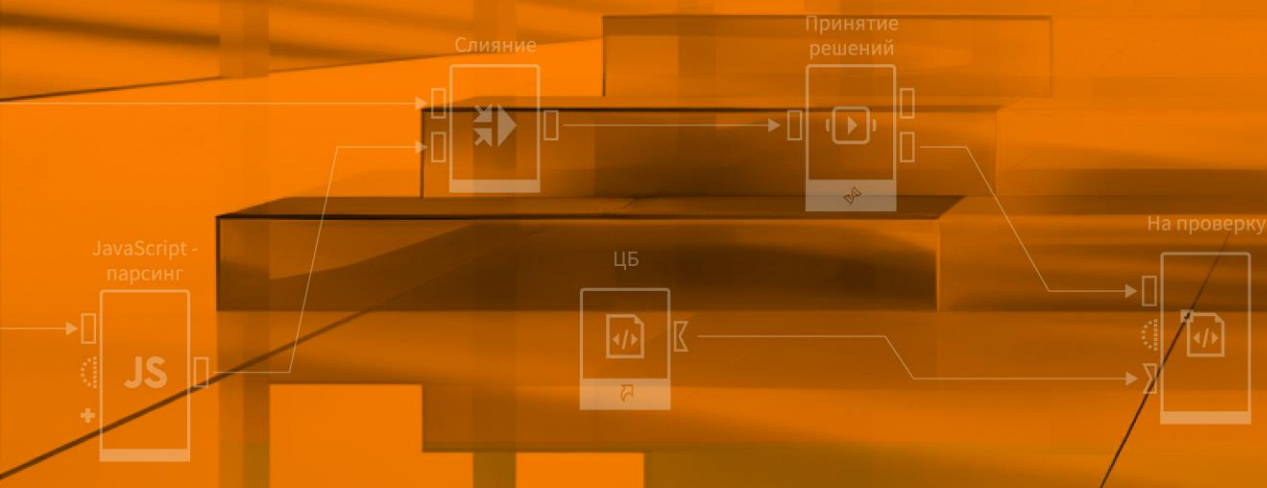 Слияние
Принятие
решений
На проверку
JavaScript -
парсинг
ЦБ
JS